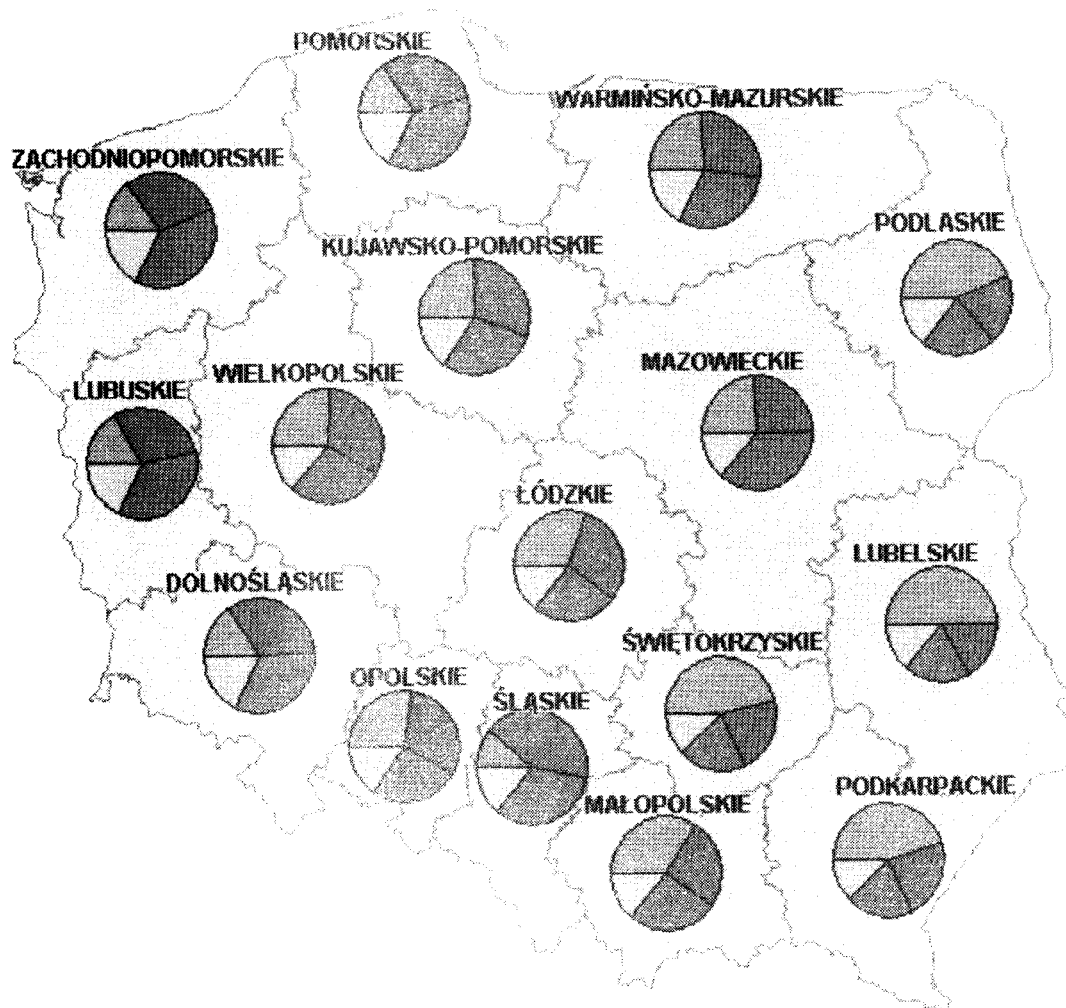 POMORSKIE
WARMIŃSKO-MAZURSKIE
ZACHODNIOPOMORSKIE
PODLASKIE
KUJAWSKO-POMORSKIE
MAZOWIECKIE
WIELKOPOLSKIE
LUBUSKIE
ŁÓDZKIE
LUBELSKIE
DOLNOŚLĄSKIE
ŚWIĘTOKRZYSKIE
OPOLSKIE
ŚLĄSKIE
PODKARPACKIE
MAŁOPOLSKIE